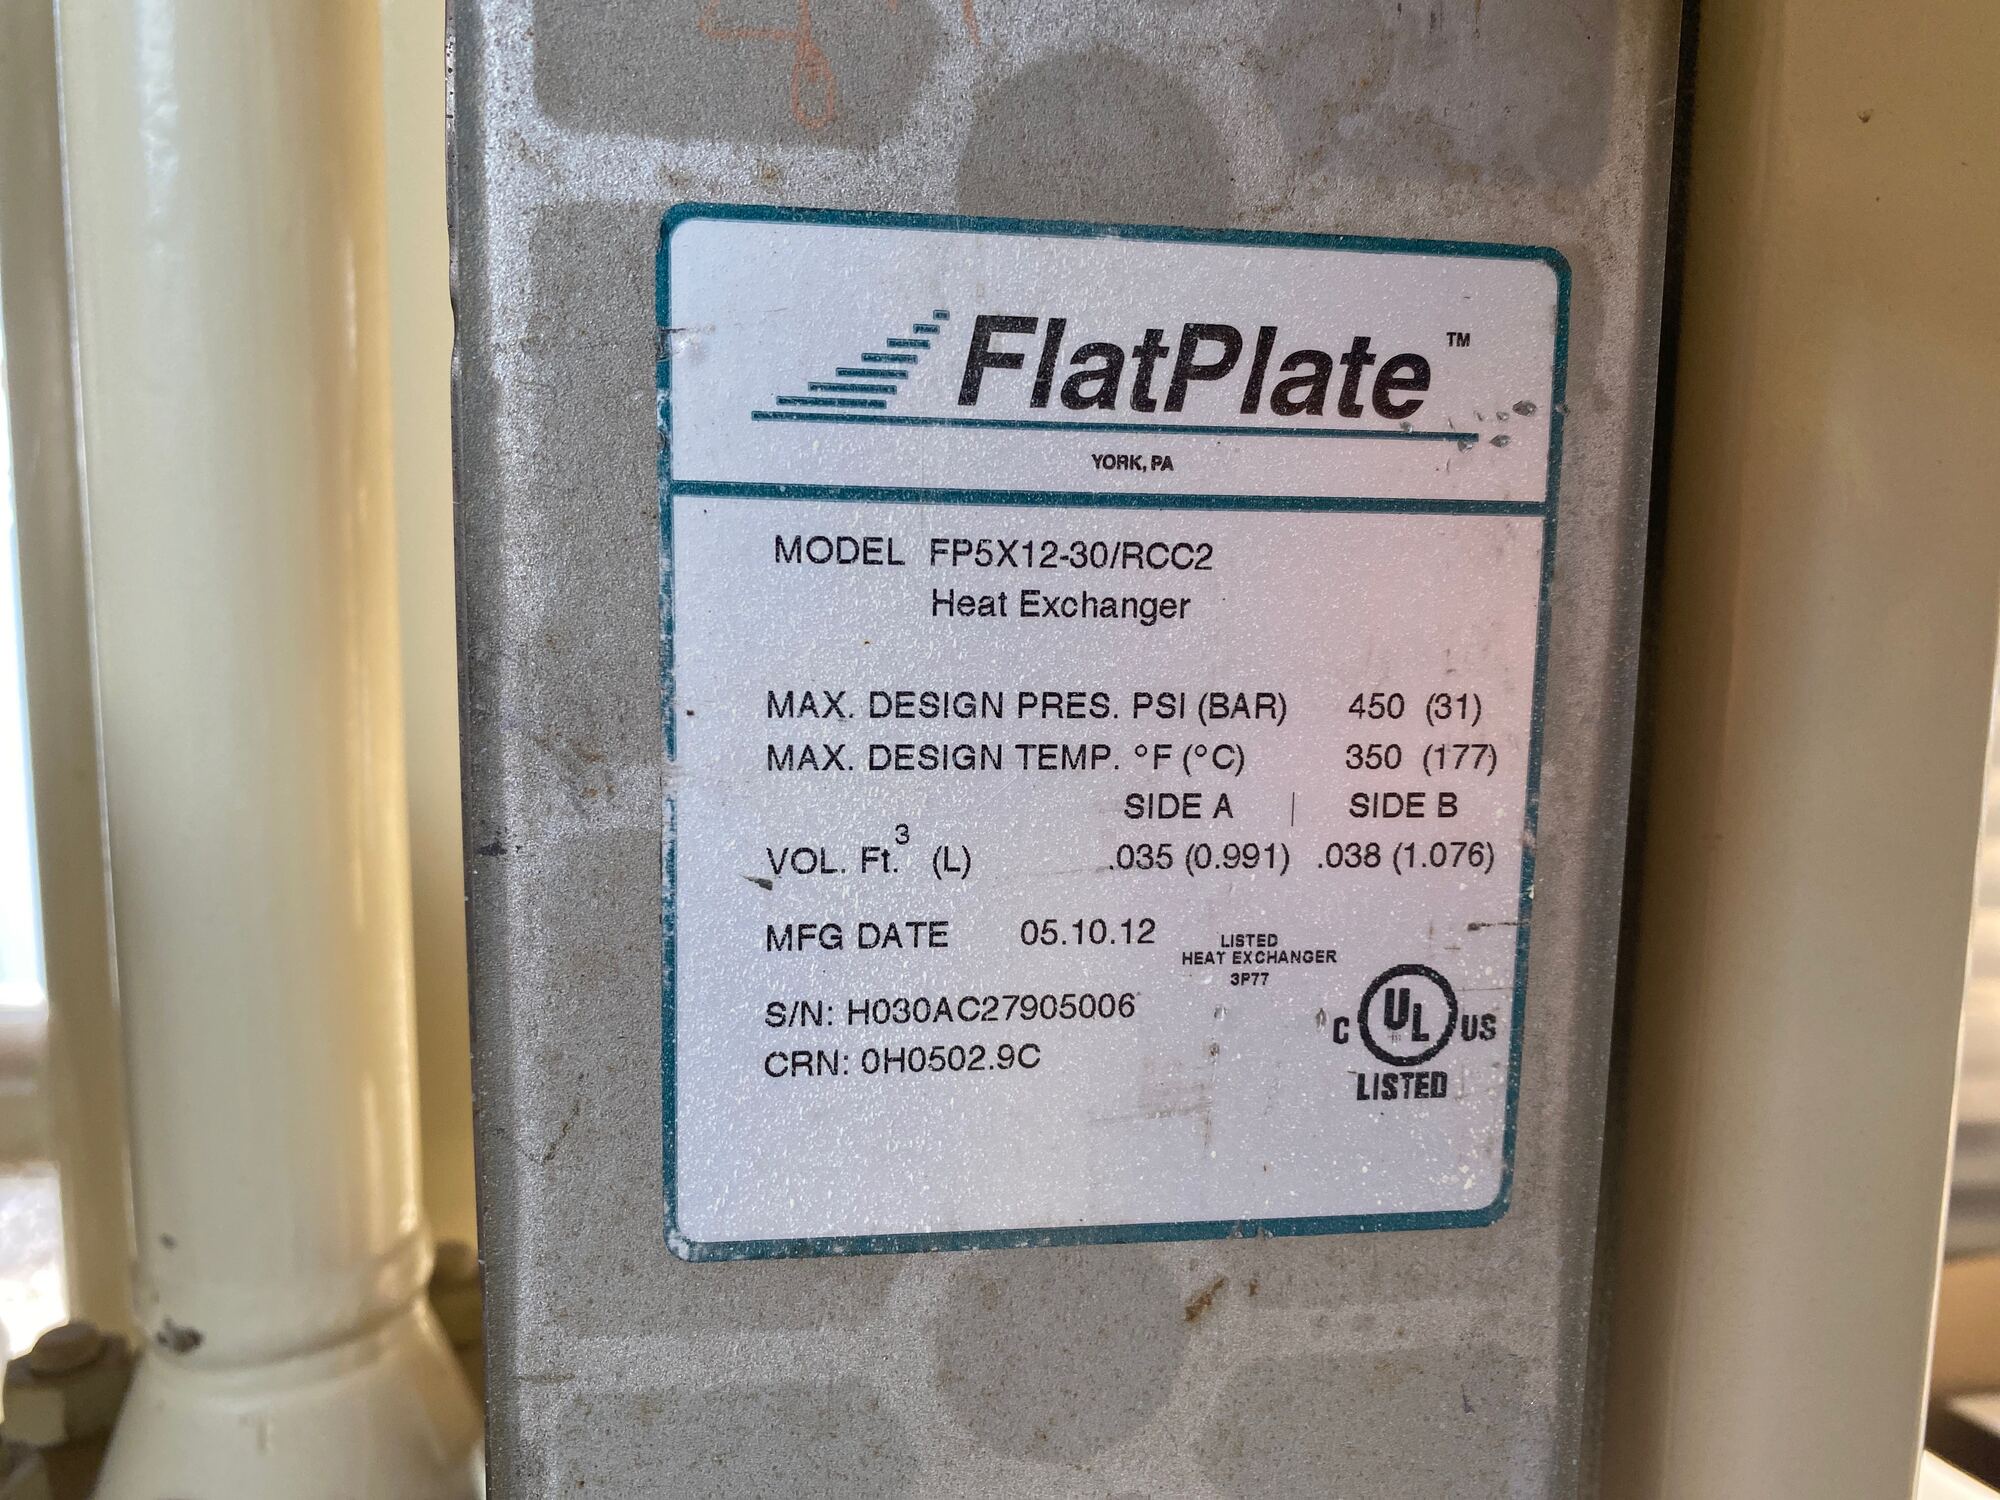 FlatPlate™
YORK, PA
MODEL FP5X12-30/RCC2
Heat Exchanger
MAX. DESIGN PRES. PSI (BAR) 450 (31)
MAX. DESIGN TEMP. °F (°C) 350 (177)
SIDE A | SIDE B
VOL. Ft.³ (L) .035 (0.991) .038 (1.076)
MFG DATE 05.10.12
LISTED
HEAT EXCHANGER
3P77
S/N: H030AC27905006
CRN: 0H0502.9C
C UL US
LISTED